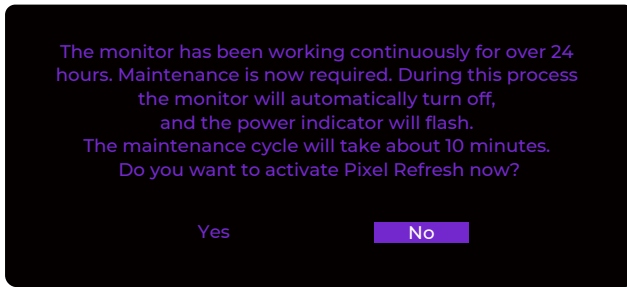 The monitor has been working continuously for over 24
hours. Maintenance is now required. During this process
the monitor will automatically turn off,
and the power indicator will flash.
The maintenance cycle will take about 10 minutes.
Do you want to activate Pixel Refresh now?
Yes No